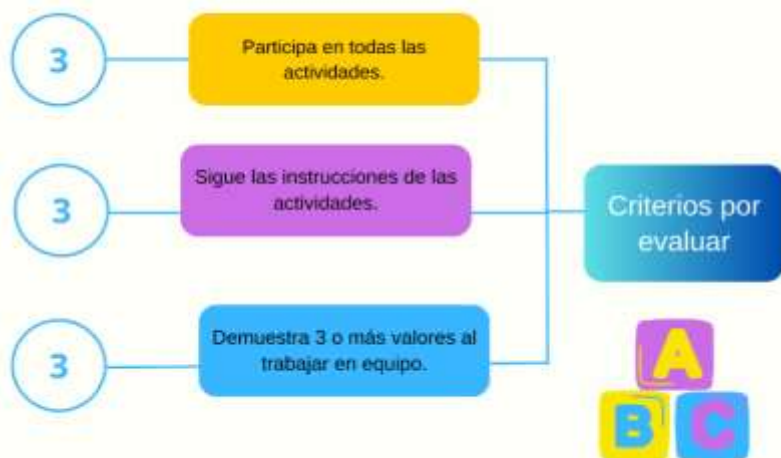 3
Participa en todas las
actividades.
3
Sigue las instrucciones de las
actividades.
3
Demuestra 3 o más valores al
trabajar en equipo.
Criterios por
evaluar
A
B C